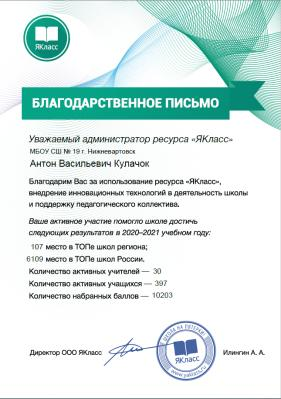 ЯКласс
БЛАГОДАРСТВЕННОЕ ПИСЬМО
Уважаемый администратор ресурса «ЯКласс»
МБОУ СШ № 19 г. Нижневартовск
Антон Васильевич Кулачок
Благодарим Вас за использование ресурса «ЯКласс»,
внедрение инновационных технологий в деятельность школы
и поддержку педагогического коллектива.
Ваше активное участие помогло школе достичь
следующих результатов в 2020–2021 учебном году:
107 место в ТОПе школ региона;
6109 место в ТОПе школ России.
Количество активных учителей — 30
Количество активных учащихся — 397
Количество набранных баллов — 10203
Директор ООО ЯКласс
ЯКласс
www.yaklass.ru
Илингин А. А.